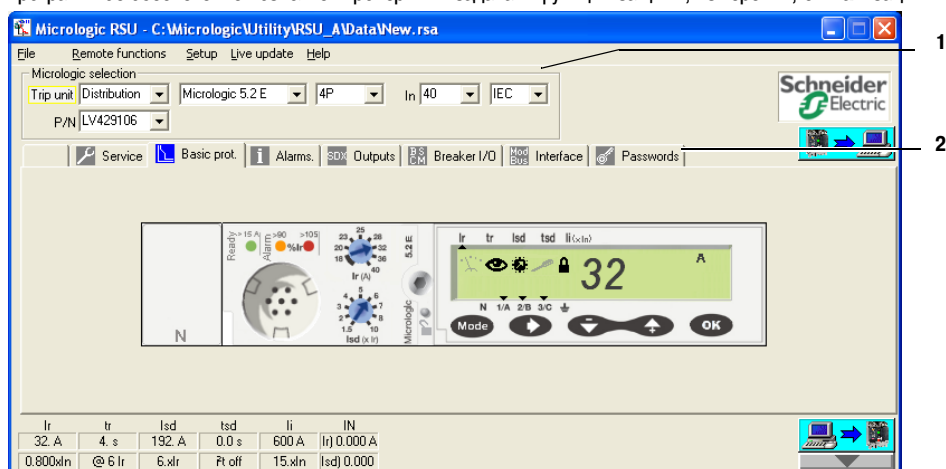 Micrologic RSU - C:\Micrologic\Utility\RSU_A\Data\New.rsa
File Remote functions Setup Live update Help
1
Micrologic selection
Trip unit Distribution Micrologic 5.2 E 4P In 40 IEC
P/N LV429106
Schneider
Electric
2
Service Basic prot. Alarms. SDX Outputs BS CM Breaker I/O Mod Bus Interface Passwords
N
Ready >15 A Alarm >90 >105 %Ir
18 20 23 25 28 32 36 40
Ir (A)
1.5 2 3 4 5 6 7 8 10
Isd (x Ir)
5.2 E
Micrologic
Ir tr Isd tsd Ii(xIn)
32 A
N 1/A 2/B 3/C
Mode OK
Ir tr Isd tsd Ii IN
32. A 4. s 192. A 0.0 s 600 A Ir) 0.000 A
0.800xIn @ 6 Ir 6.xIr I²t off 15.xIn Isd) 0.000